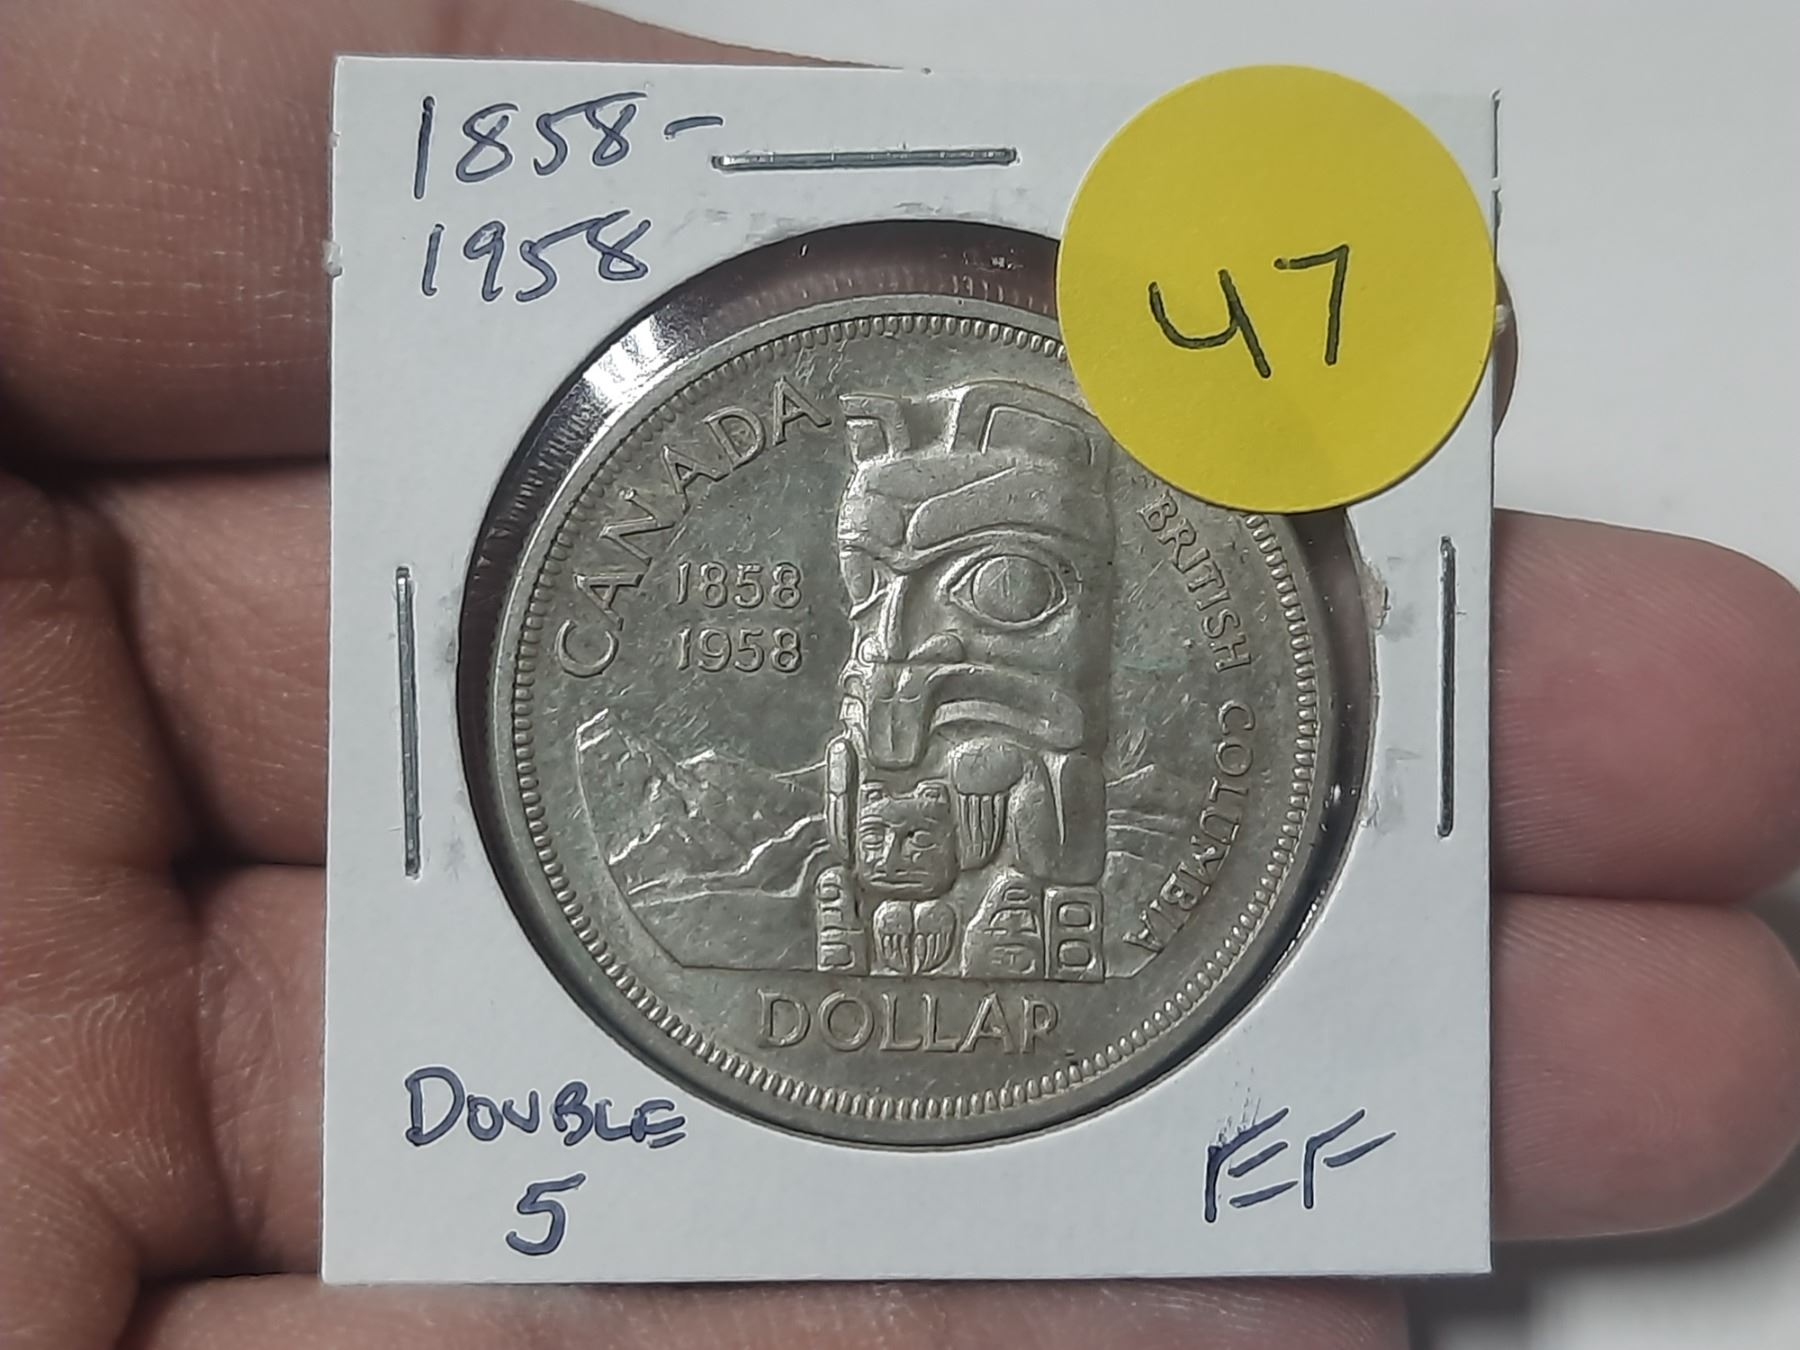 1858-
1958
47
CANADA
1858
1958
BRITISH COLUMBIA
DOLLAR
DOUBLE
5
EF